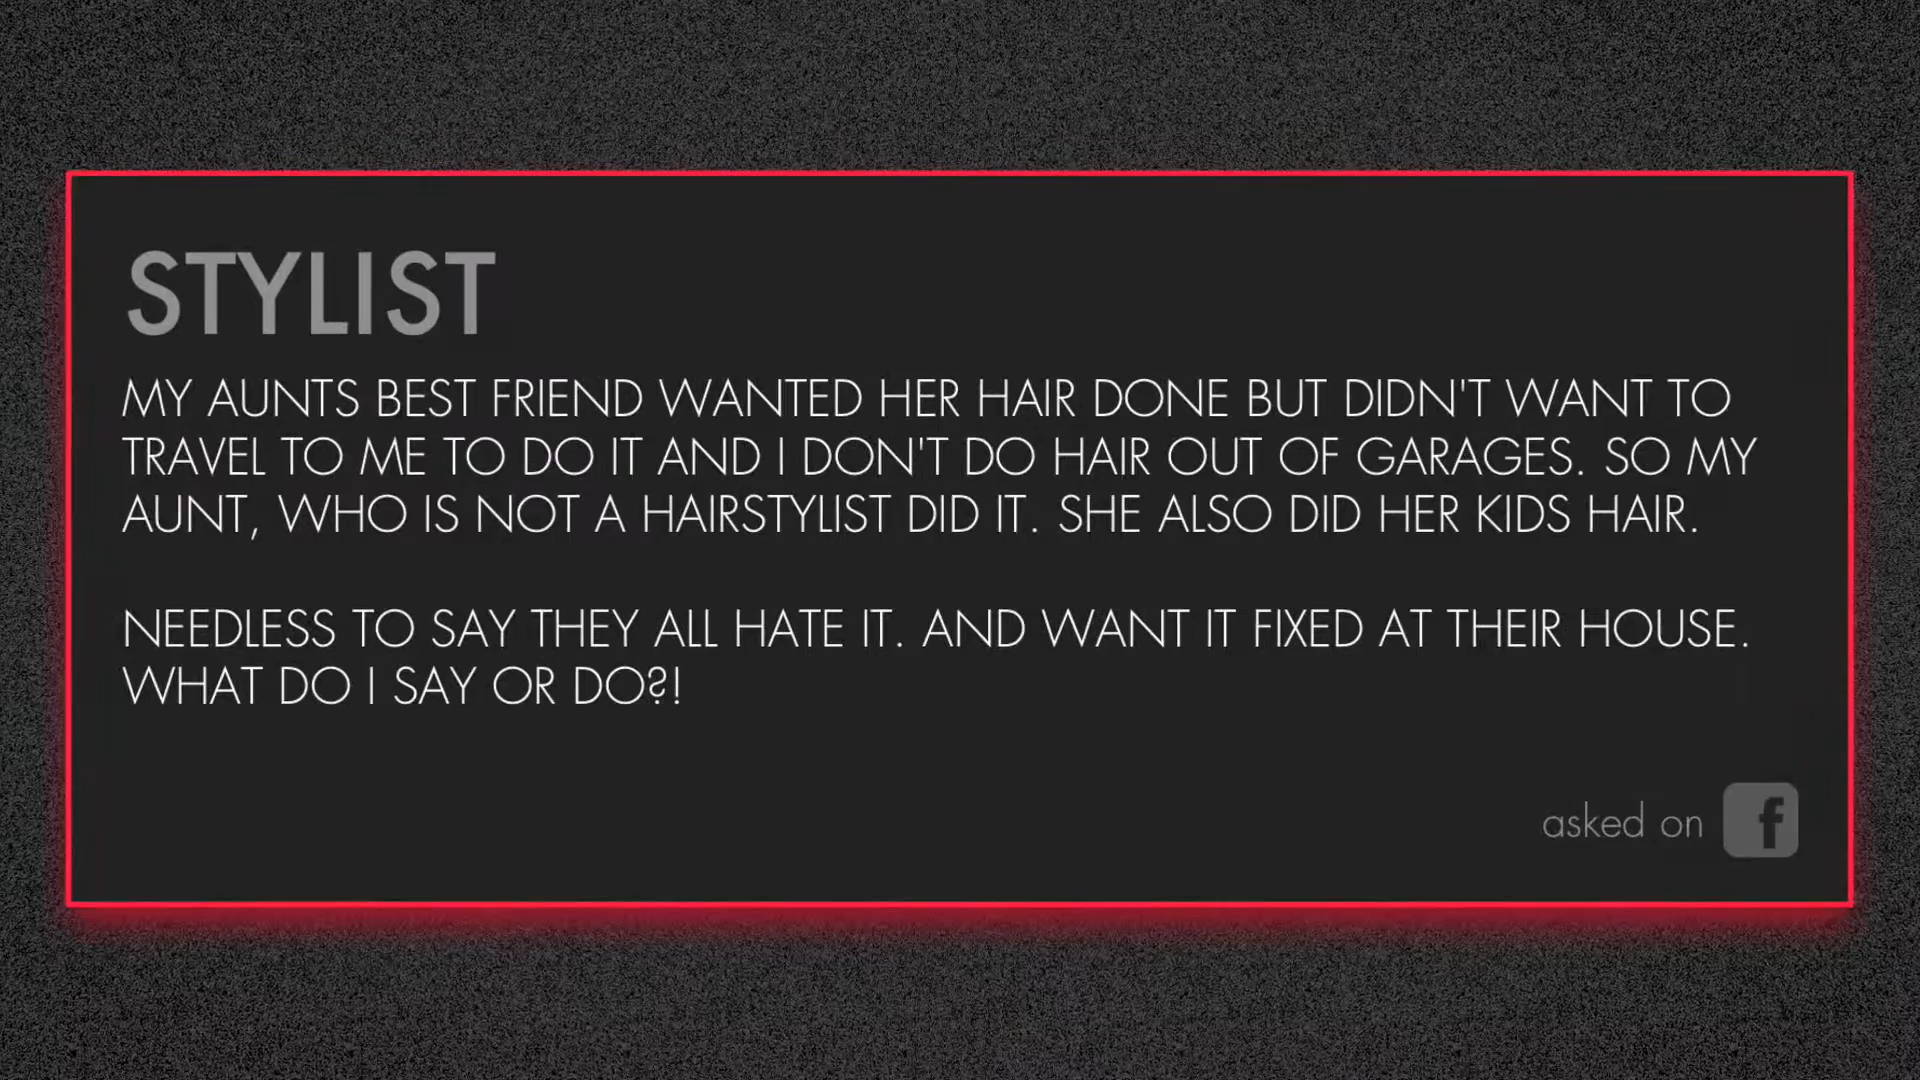 STYLIST
MY AUNTS BEST FRIEND WANTED HER HAIR DONE BUT DIDN'T WANT TO
TRAVEL TO ME TO DO IT AND I DON'T DO HAIR OUT OF GARAGES. SO MY
AUNT, WHO IS NOT A HAIRSTYLIST DID IT. SHE ALSO DID HER KIDS HAIR.
NEEDLESS TO SAY THEY ALL HATE IT. AND WANT IT FIXED AT THEIR HOUSE.
WHAT DO I SAY OR DO?!
asked on f